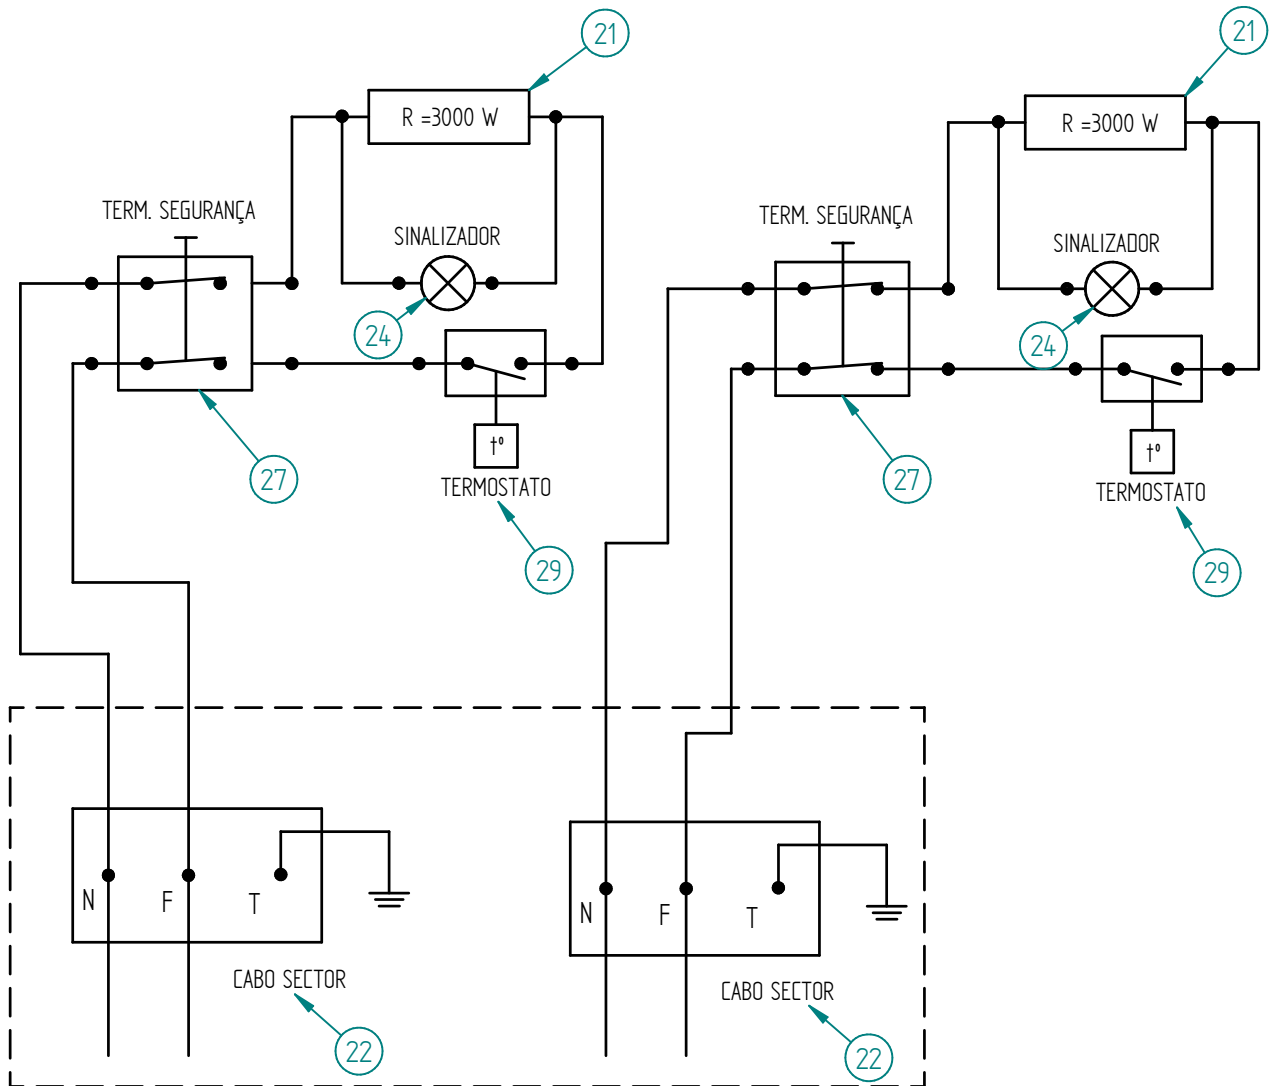 21
21
R =3000 W
R =3000 W
TERM. SEGURANÇA
TERM. SEGURANÇA
SINALIZADOR
SINALIZADOR
24
24
t°
t°
27
27
TERMOSTATO
TERMOSTATO
29
29
N F T
N F T
CABO SECTOR
CABO SECTOR
22
22